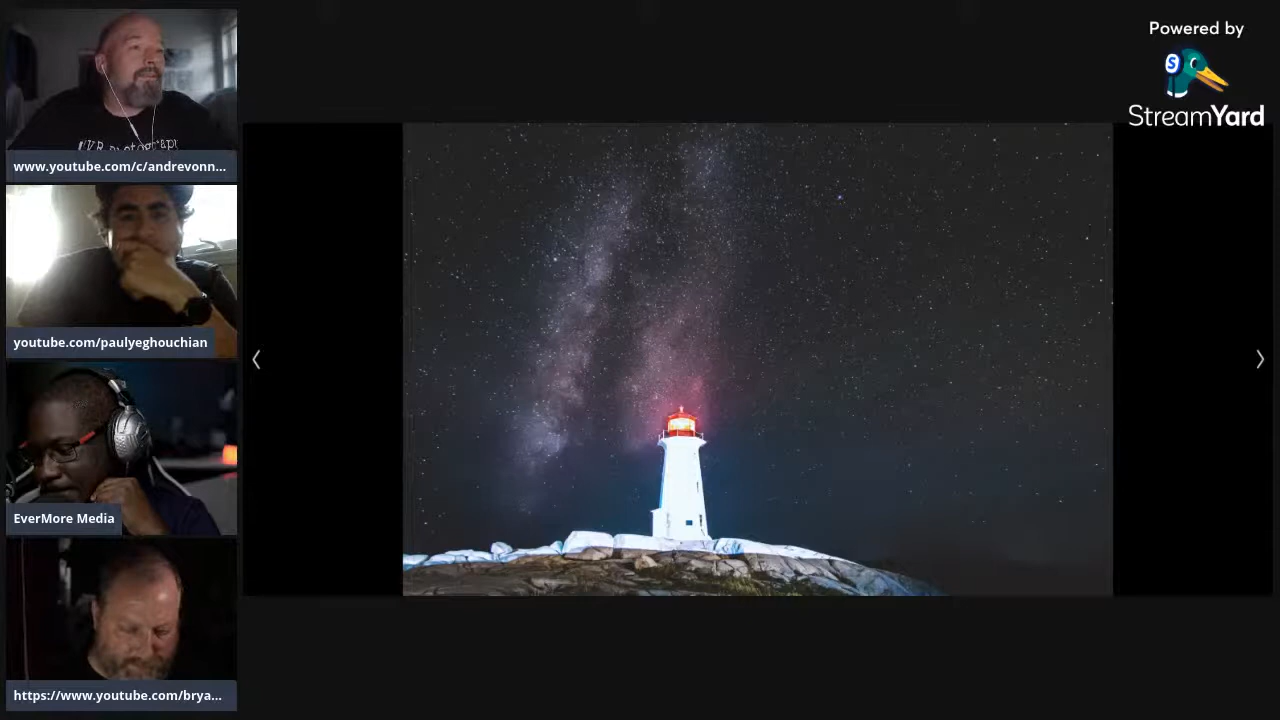 Powered by
S
StreamYard
www.youtube.com/c/andrevonn...
youtube.com/paulyeghouchian
EverMore Media
https://www.youtube.com/brya...